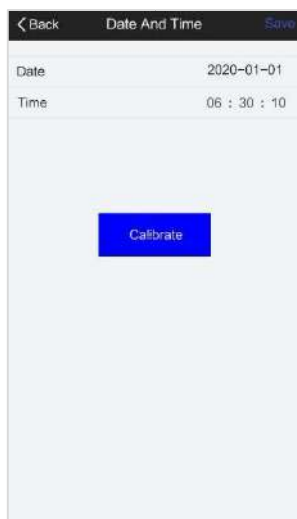 Back Date And Time Save
Date 2020-01-01
Time 06 : 30 : 10
Calibrate